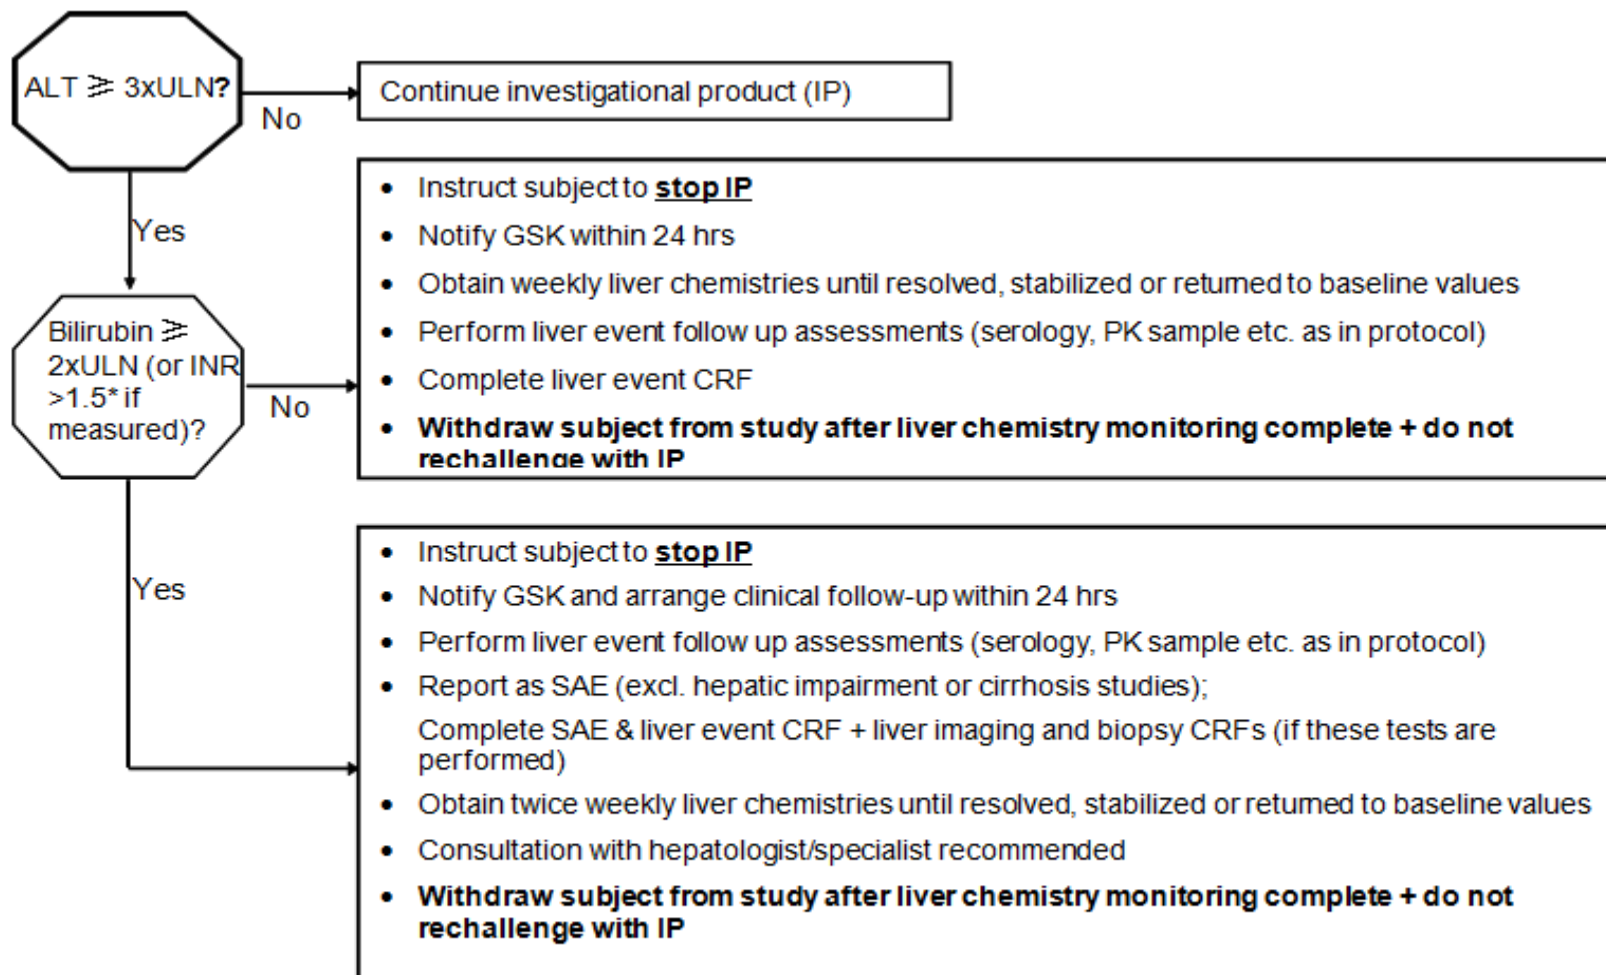 ALT ≥ 3xULN?
No
Continue investigational product (IP)
Yes
Bilirubin ≥
2xULN (or INR
>1.5* if
measured)?
No
• Instruct subject to stop IP
• Notify GSK within 24 hrs
• Obtain weekly liver chemistries until resolved, stabilized or returned to baseline values
• Perform liver event follow up assessments (serology, PK sample etc. as in protocol)
• Complete liver event CRF
• Withdraw subject from study after liver chemistry monitoring complete + do not
rechallenge with IP
Yes
• Instruct subject to stop IP
• Notify GSK and arrange clinical follow-up within 24 hrs
• Perform liver event follow up assessments (serology, PK sample etc. as in protocol)
• Report as SAE (excl. hepatic impairment or cirrhosis studies);
Complete SAE & liver event CRF + liver imaging and biopsy CRFs (if these tests are
performed)
• Obtain twice weekly liver chemistries until resolved, stabilized or returned to baseline values
• Consultation with hepatologist/specialist recommended
• Withdraw subject from study after liver chemistry monitoring complete + do not
rechallenge with IP